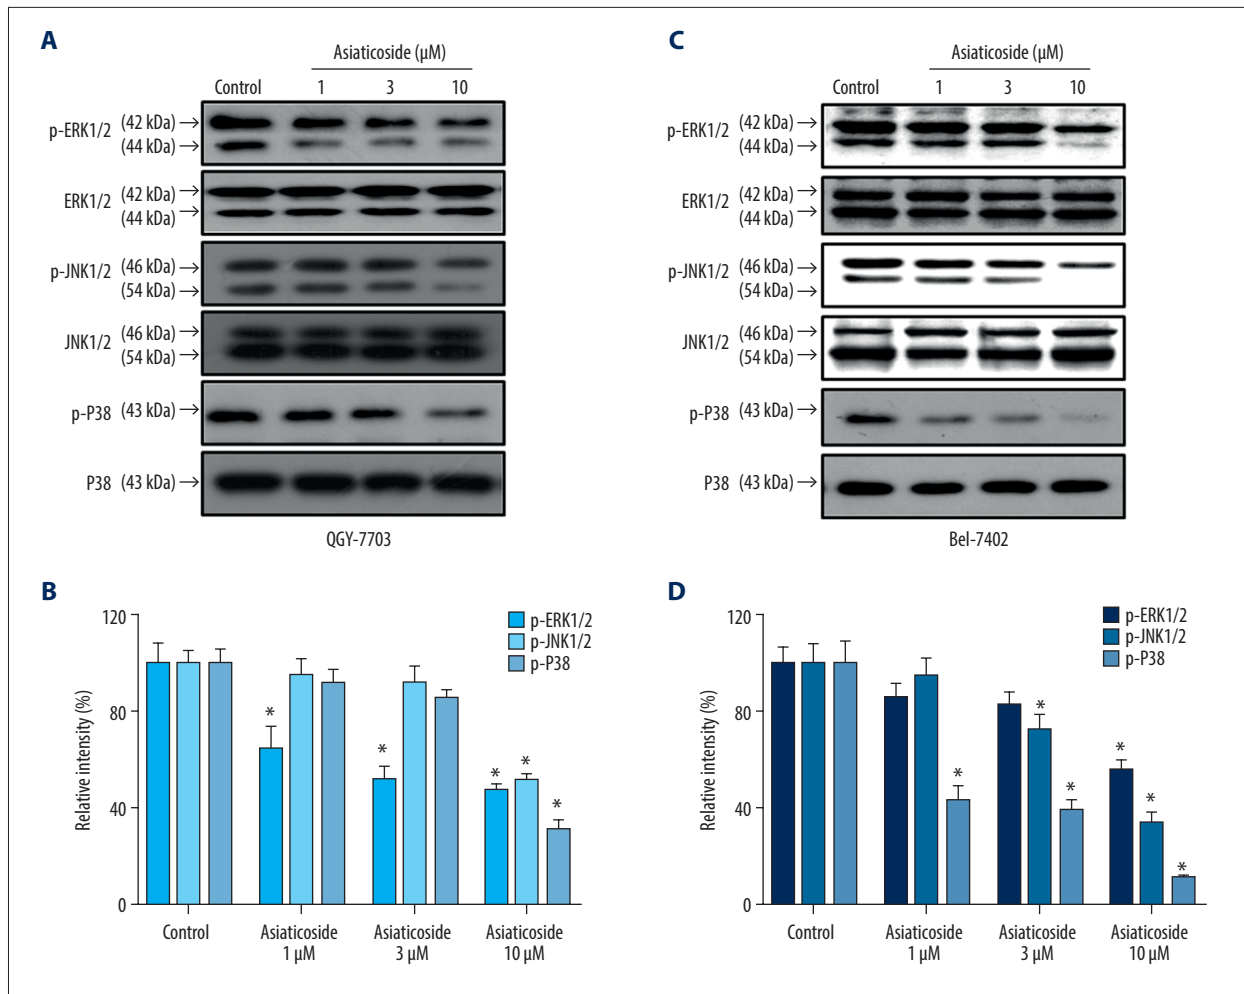 A
Asiaticoside (μM)
Control 1 3 10
p-ERK1/2 (42 kDa) →
(44 kDa) →
ERK1/2 (42 kDa) →
(44 kDa) →
p-JNK1/2 (46 kDa) →
(54 kDa) →
JNK1/2 (46 kDa) →
(54 kDa) →
p-P38 (43 kDa) →
P38 (43 kDa) →
QGY-7703
C
Asiaticoside (μM)
Control 1 3 10
p-ERK1/2 (42 kDa) →
(44 kDa) →
ERK1/2 (42 kDa) →
(44 kDa) →
p-JNK1/2 (46 kDa) →
(54 kDa) →
JNK1/2 (46 kDa) →
(54 kDa) →
p-P38 (43 kDa) →
P38 (43 kDa) →
Bel-7402
B
Relative intensity (%)
120
80
40
0
p-ERK1/2
p-JNK1/2
p-P38
*
*
* * *
Control
Asiaticoside
1 μM
Asiaticoside
3 μM
Asiaticoside
10 μM
D
Relative intensity (%)
120
80
40
0
p-ERK1/2
p-JNK1/2
p-P38
*
* *
* * *
Control
Asiaticoside
1 μM
Asiaticoside
3 μM
Asiaticoside
10 μM